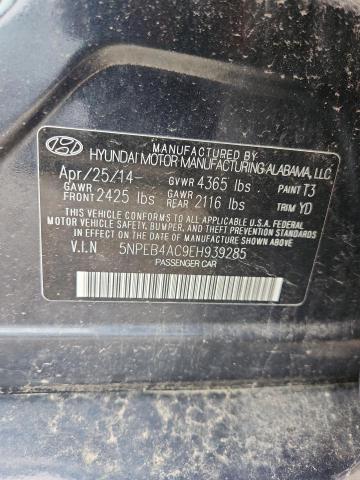 MANUFACTURED BY
HYUNDAI MOTOR MANUFACTURING ALABAMA, LLC
Apr/25/14- GVWR 4365 lbs PAINT T3
GAWR FRONT 2425 lbs GAWR REAR 2116 lbs TRIM YD
THIS VEHICLE CONFORMS TO ALL APPLICABLE U.S.A. FEDERAL
MOTOR VEHICLE SAFETY, BUMPER, AND THEFT PREVENTION STANDARDS
IN EFFECT ON THE DATE OF MANUFACTURE SHOWN ABOVE.
V.I.N 5NPEB4AC9EH939285
PASSENGER CAR